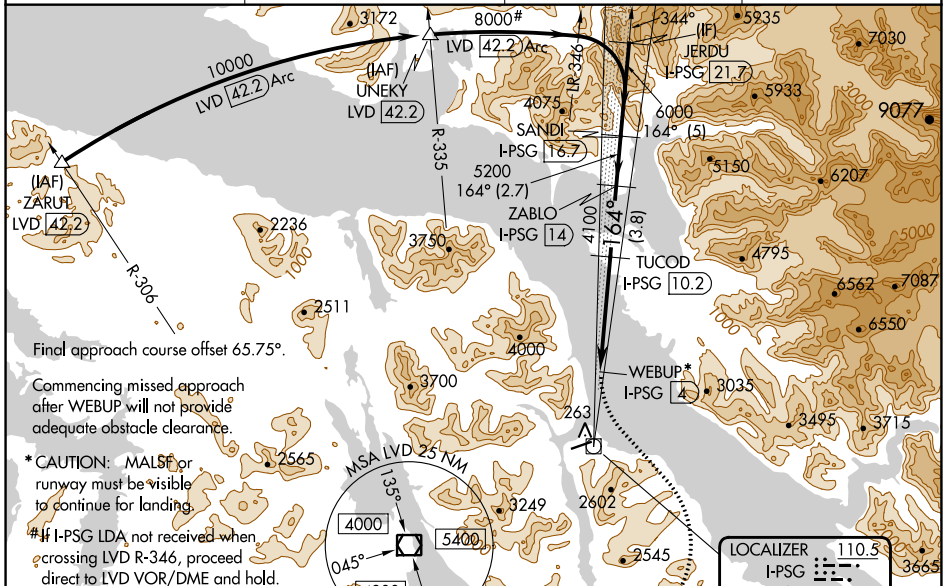 3172
8000#
LVD 42.2 Arc
LR-346
344°
(IF)
JERDU
I-PSG 21.7
5935
7030
10000
LVD 42.2 Arc
(IAF)
UNEKY
LVD 42.2
4075
6000
164° (5)
5933
3000
9077
SANDI
I-PSG 16.7
R-335
5200
164° (2.7)
5150
6207
(IAF)
ZARUT
LVD 42.2
ZABLO
I-PSG 14
4100
164°
(3.8)
2236
1000
3750
5000
4795
TUCOD
I-PSG 10.2
6562
7087
R-306
2511
1000
6550
4000
Final approach course offset 65.75°.
3700
WEBUP*
I-PSG 4
3035
Commencing missed approach
after WEBUP will not provide
adequate obstacle clearance.
263
3495
3715
*CAUTION: MALSF or
runway must be visible
to continue for landing.
2565
MSA LVD 25 NM
135°
3249
2602
#If I-PSG LDA not received when
crossing LVD R-346, proceed
direct to LVD VOR/DME and hold.
4000
5400
045°
2545
LOCALIZER 110.5
I-PSG
3665